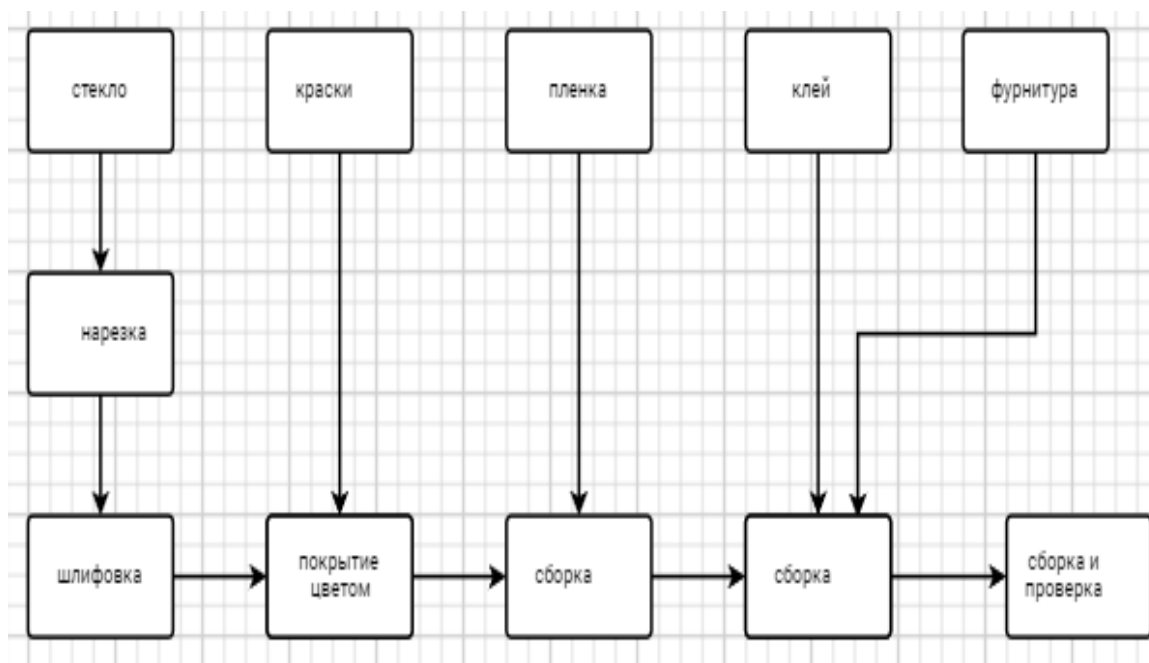 стекло
краски
пленка
клей
фурнитура
нарезка
шлифовка
покрытие
цветом
сборка
сборка
сборка и
проверка